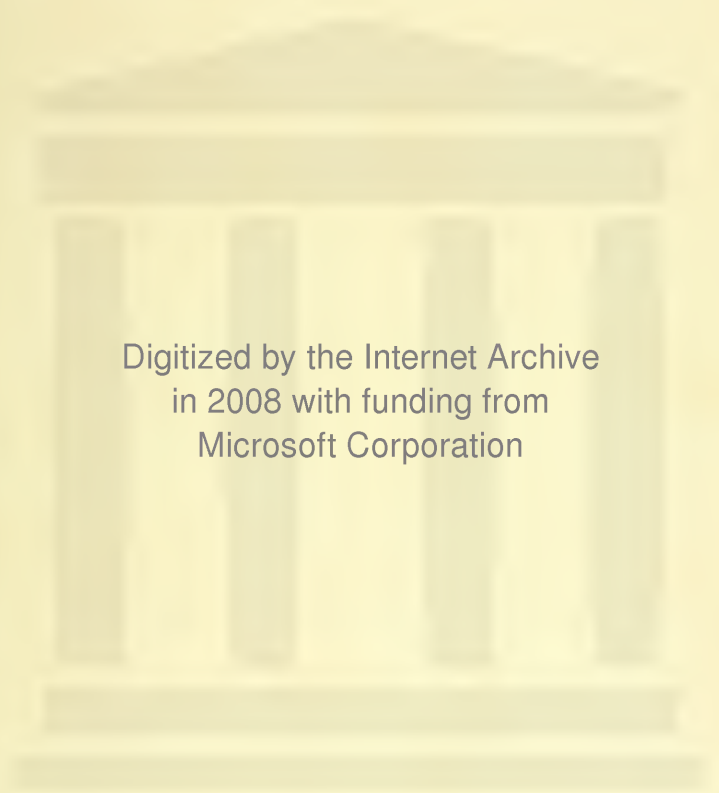 Digitized by the Internet Archive
in 2008 with funding from
Microsoft Corporation